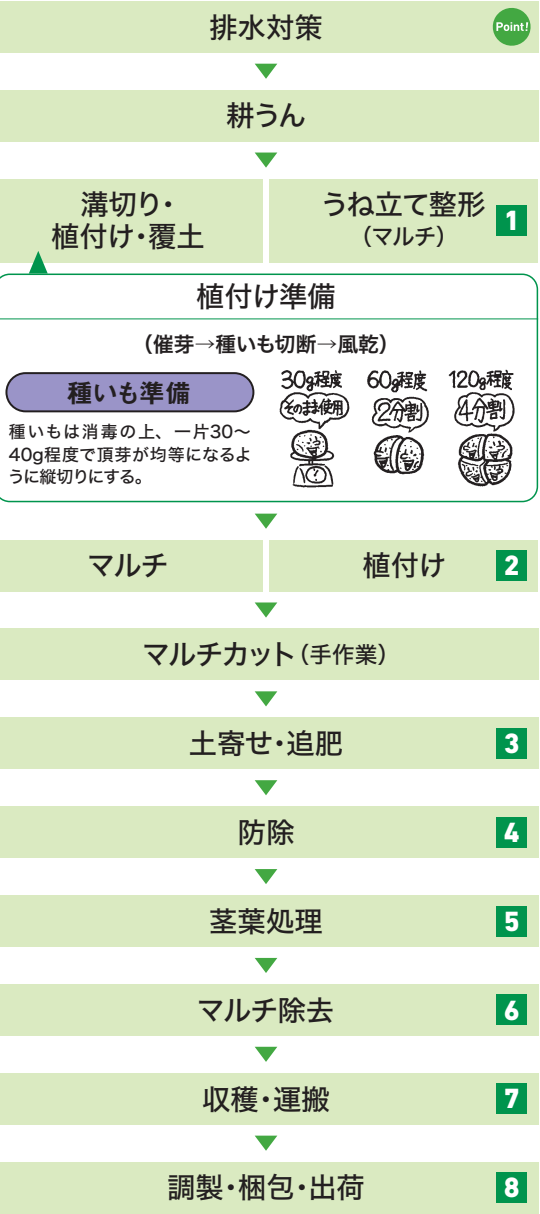 排水対策
Point!
耕うん
溝切り・
植付け・覆土
うね立て整形
(マルチ)
1
植付け準備
(催芽→種いも切断→風乾)
種いも準備
種いもは消毒の上、一片30～
40g程度で頂芽が均等になるよ
うに縦切りにする。
30g程度
そのまま使用
60g程度
2分割
120g程度
4分割
マルチ
植付け
2
マルチカット(手作業)
土寄せ・追肥
3
防除
4
茎葉処理
5
マルチ除去
6
収穫・運搬
7
調製・梱包・出荷
8